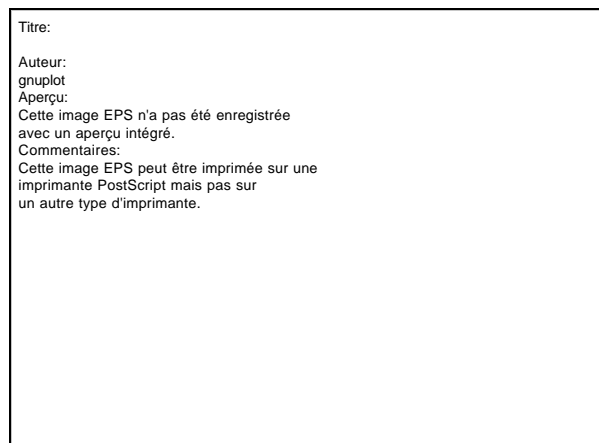 Titre:
Auteur:
gnuplot
Aperçu:
Cette image EPS n'a pas été enregistrée
avec un aperçu intégré.
Commentaires:
Cette image EPS peut être imprimée sur une
imprimante PostScript mais pas sur
un autre type d'imprimante.